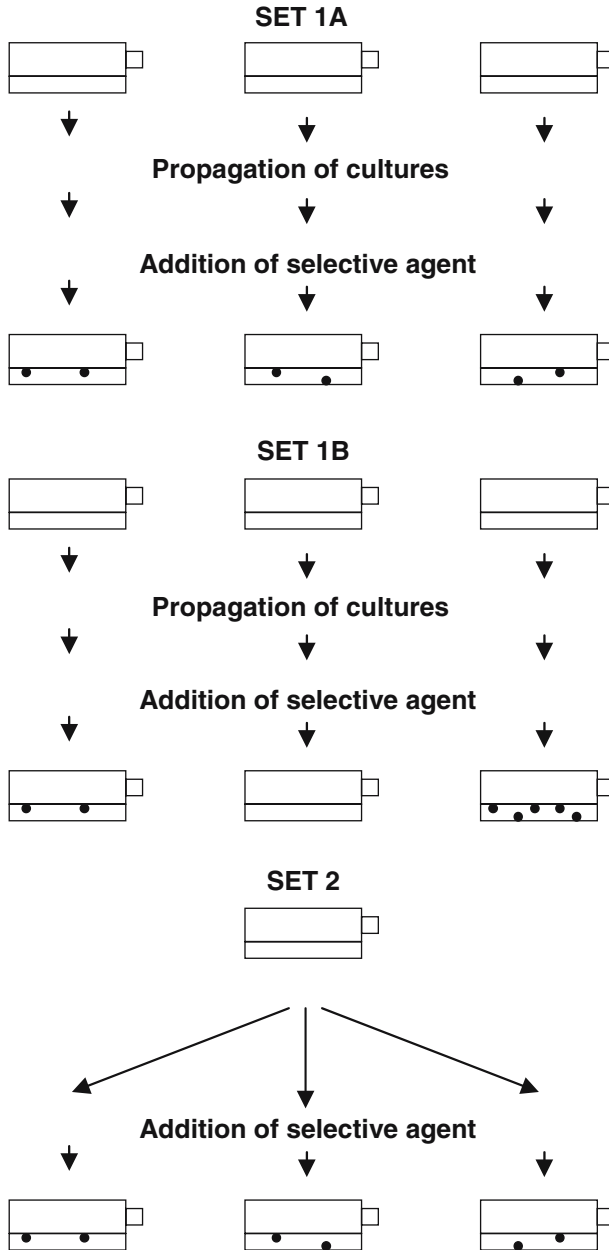 SET 1A
Propagation of cultures
Addition of selective agent
SET 1B
Propagation of cultures
Addition of selective agent
SET 2
Addition of selective agent